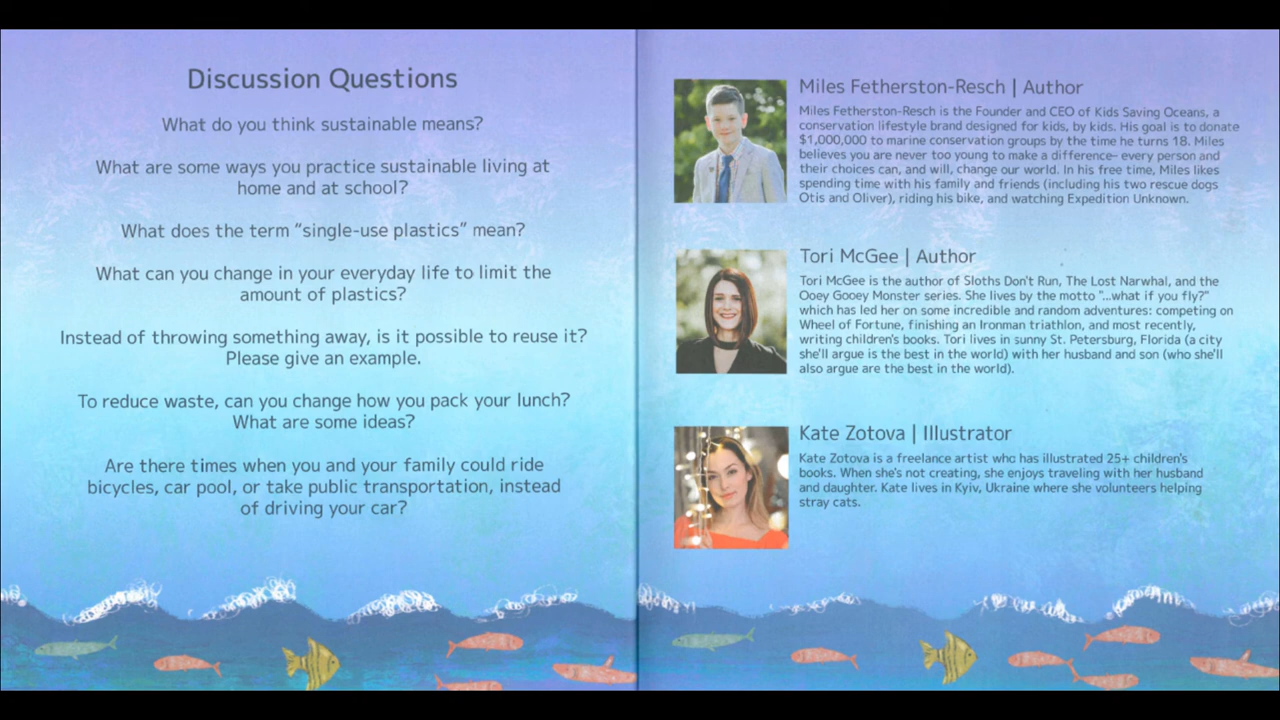 Discussion Questions
What do you think sustainable means?
What are some ways you practice sustainable living at
home and at school?
What does the term “single-use plastics” mean?
What can you change in your everyday life to limit the
amount of plastics?
Instead of throwing something away, is it possible to reuse it?
Please give an example.
To reduce waste, can you change how you pack your lunch?
What are some ideas?
Are there times when you and your family could ride
bicycles, car pool, or take public transportation, instead
of driving your car?
Miles Fetherston-Resch | Author
Miles Fetherston-Resch is the Founder and CEO of Kids Saving Oceans, a
conservation lifestyle brand designed for kids, by kids. His goal is to donate
$1,000,000 to marine conservation groups by the time he turns 18. Miles
believes you are never too young to make a difference– every person and
their choices can, and will, change our world. In his free time, Miles likes
spending time with his family and friends (including his two rescue dogs
Otis and Oliver), riding his bike, and watching Expedition Unknown.
Tori McGee | Author
Tori McGee is the author of Sloths Don't Run, The Lost Narwhal, and the
Ooey Gooey Monster series. She lives by the motto "...what if you fly?"
which has led her on some incredible and random adventures: competing on
Wheel of Fortune, finishing an Ironman triathlon, and most recently,
writing children's books. Tori lives in sunny St. Petersburg, Florida (a city
she'll argue is the best in the world) with her husband and son (who she'll
also argue are the best in the world).
Kate Zotova | Illustrator
Kate Zotova is a freelance artist who has illustrated 25+ children's
books. When she's not creating, she enjoys traveling with her husband
and daughter. Kate lives in Kyiv, Ukraine where she volunteers helping
stray cats.